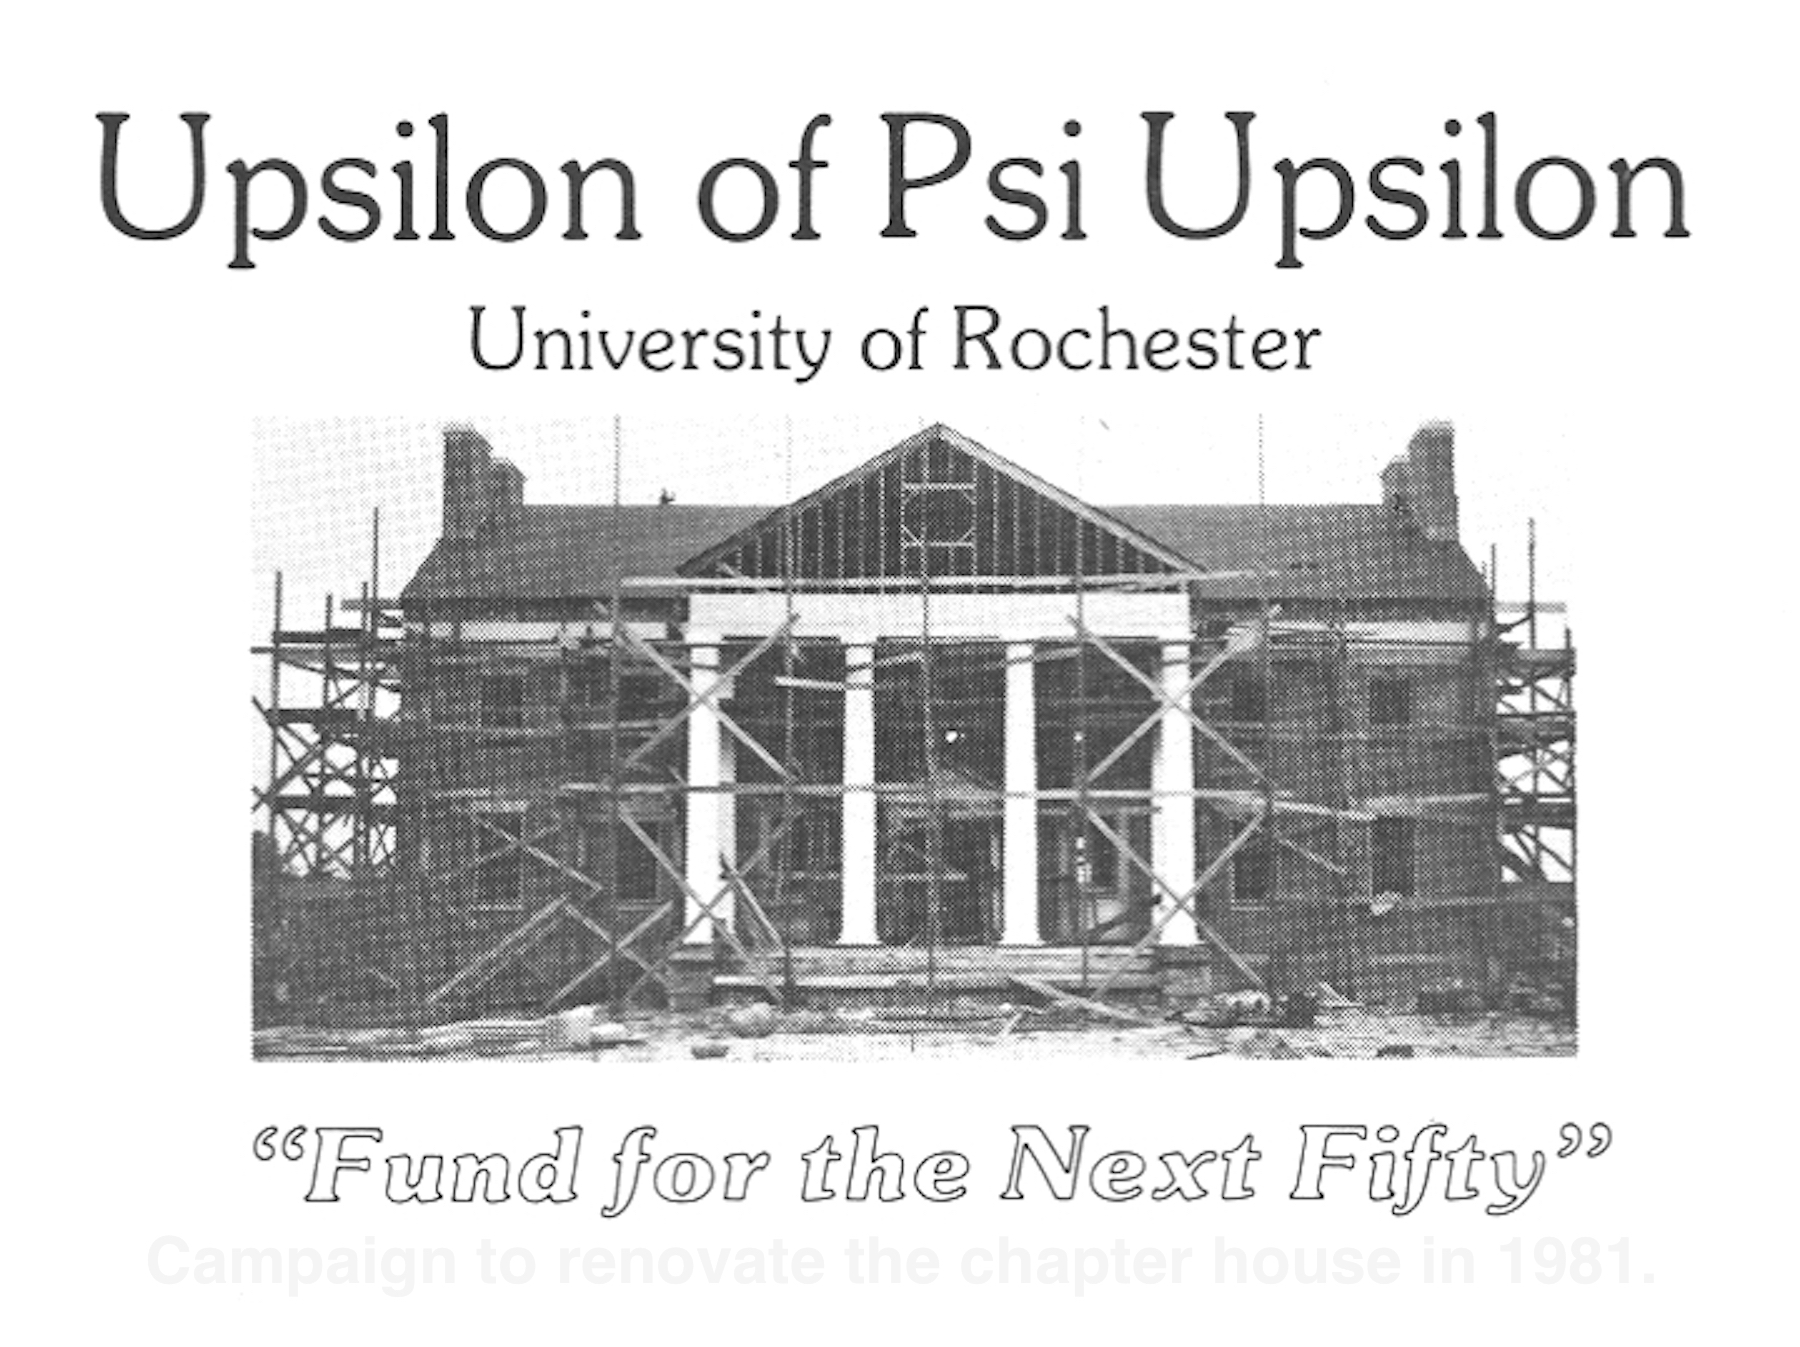 Upsilon of Psi Upsilon
University of Rochester
“Fund for the Next Fifty”
Campaign to renovate the chapter house in 1981.